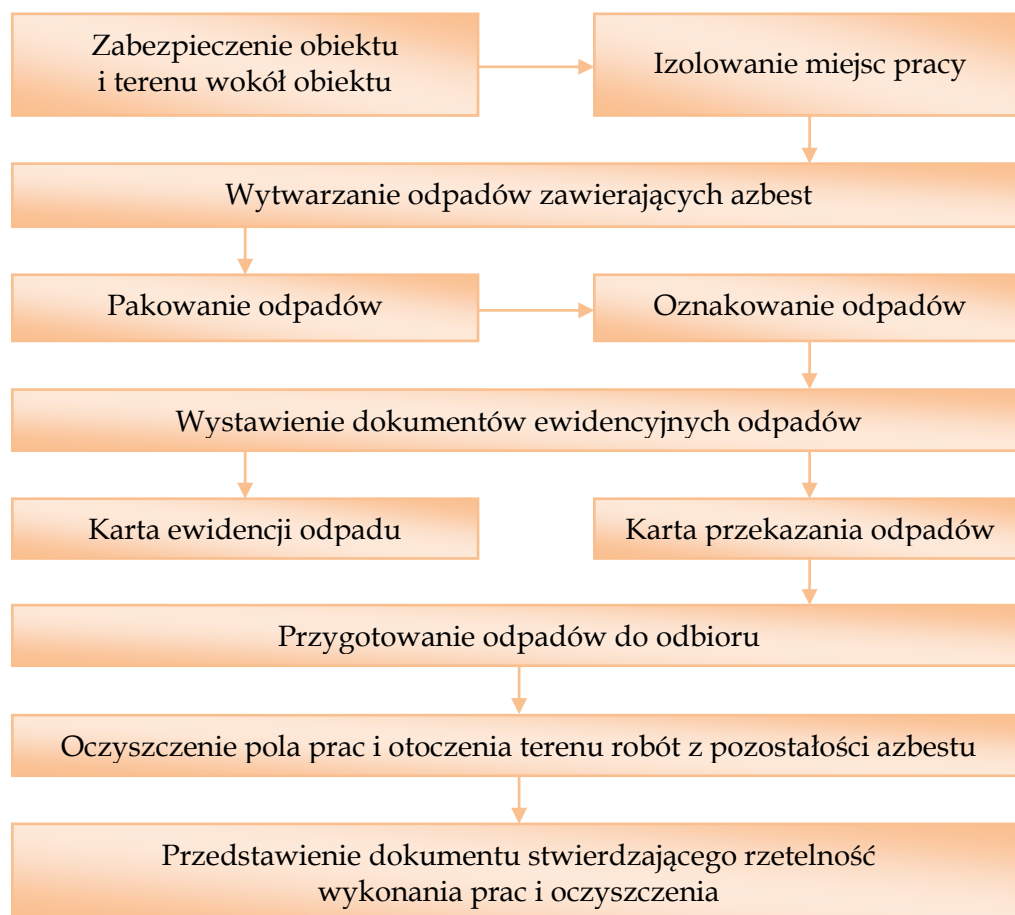 Zabezpieczenie obiektu
i terenu wokół obiektu
Izolowanie miejsc pracy
Wytwarzanie odpadów zawierających azbest
Pakowanie odpadów
Oznakowanie odpadów
Wystawienie dokumentów ewidencyjnych odpadów
Karta ewidencji odpadu
Karta przekazania odpadów
Przygotowanie odpadów do odbioru
Oczyszczenie pola prac i otoczenia terenu robót z pozostałości azbestu
Przedstawienie dokumentu stwierdzającego rzetelność
wykonania prac i oczyszczenia